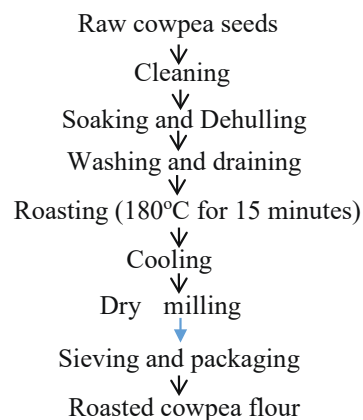 Raw cowpea seeds
Cleaning
Soaking and Dehulling
Washing and draining
Roasting (180ºC for 15 minutes)
Cooling
Dry milling
Sieving and packaging
Roasted cowpea flour